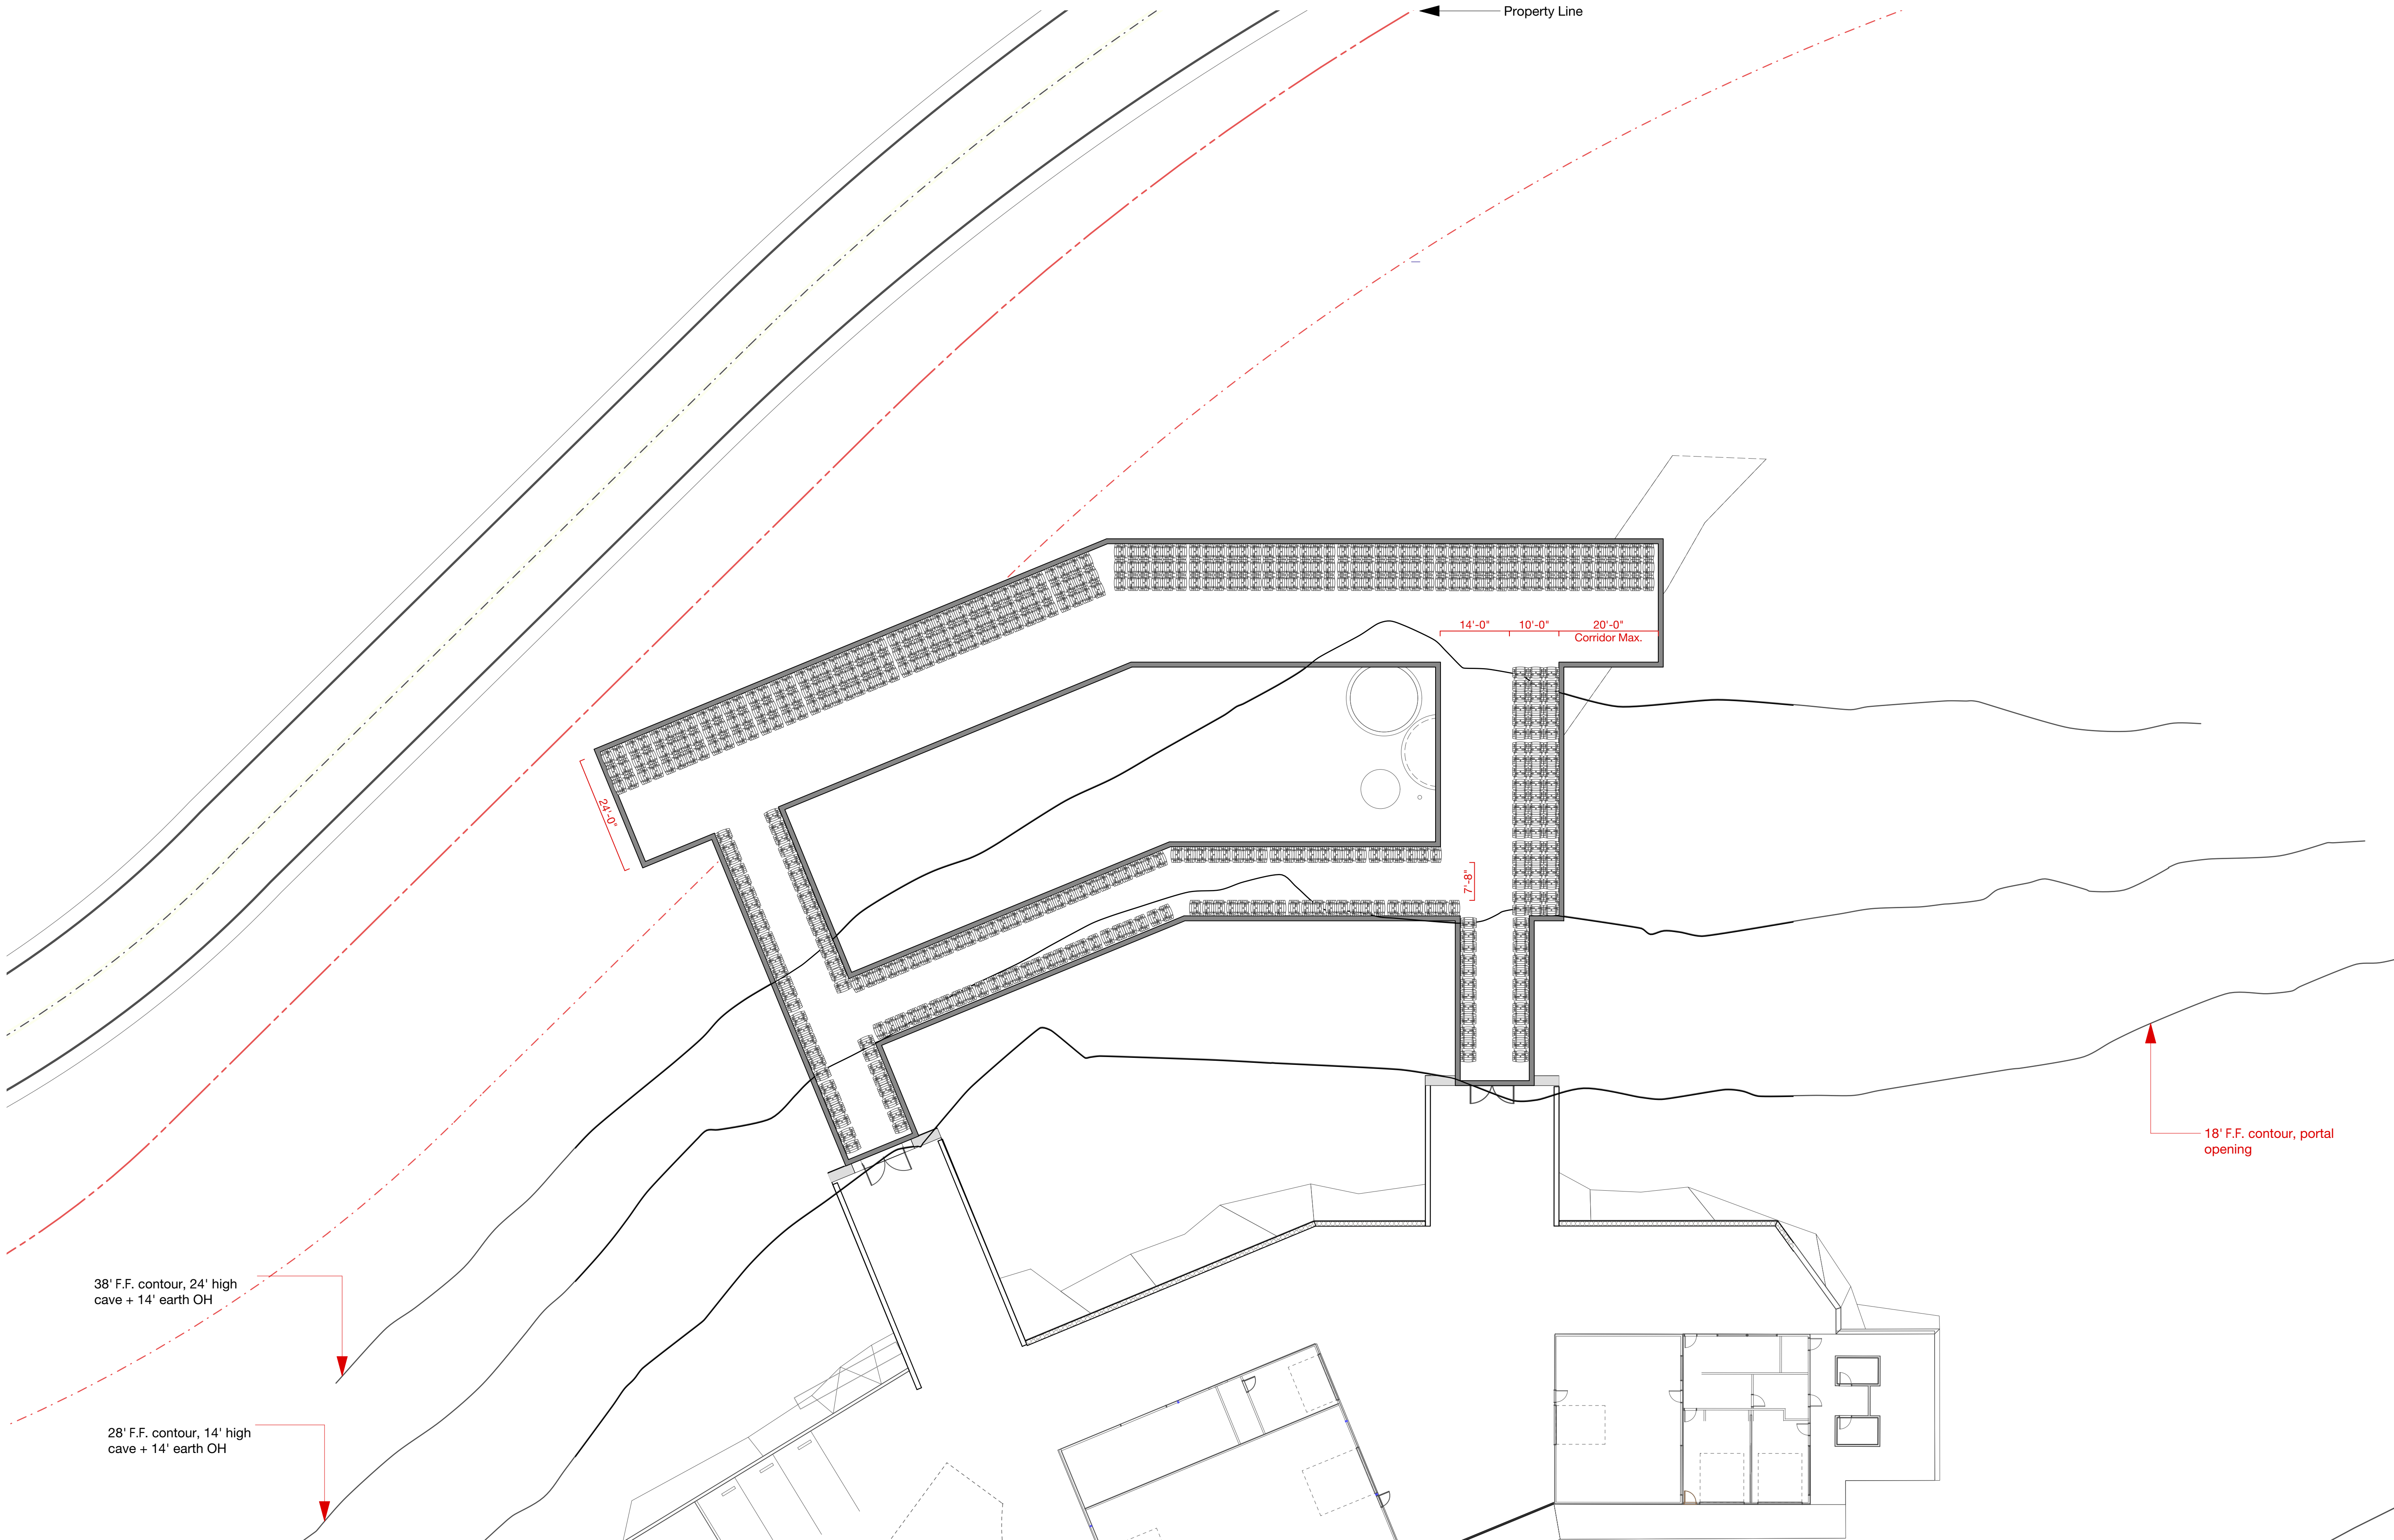 Property Line
14'-0" 10'-0" 20'-0"
Corridor Max.
24'-0"
7'-8"
18' F.F. contour, portal
opening
38' F.F. contour, 24' high
cave + 14' earth OH
28' F.F. contour, 14' high
cave + 14' earth OH